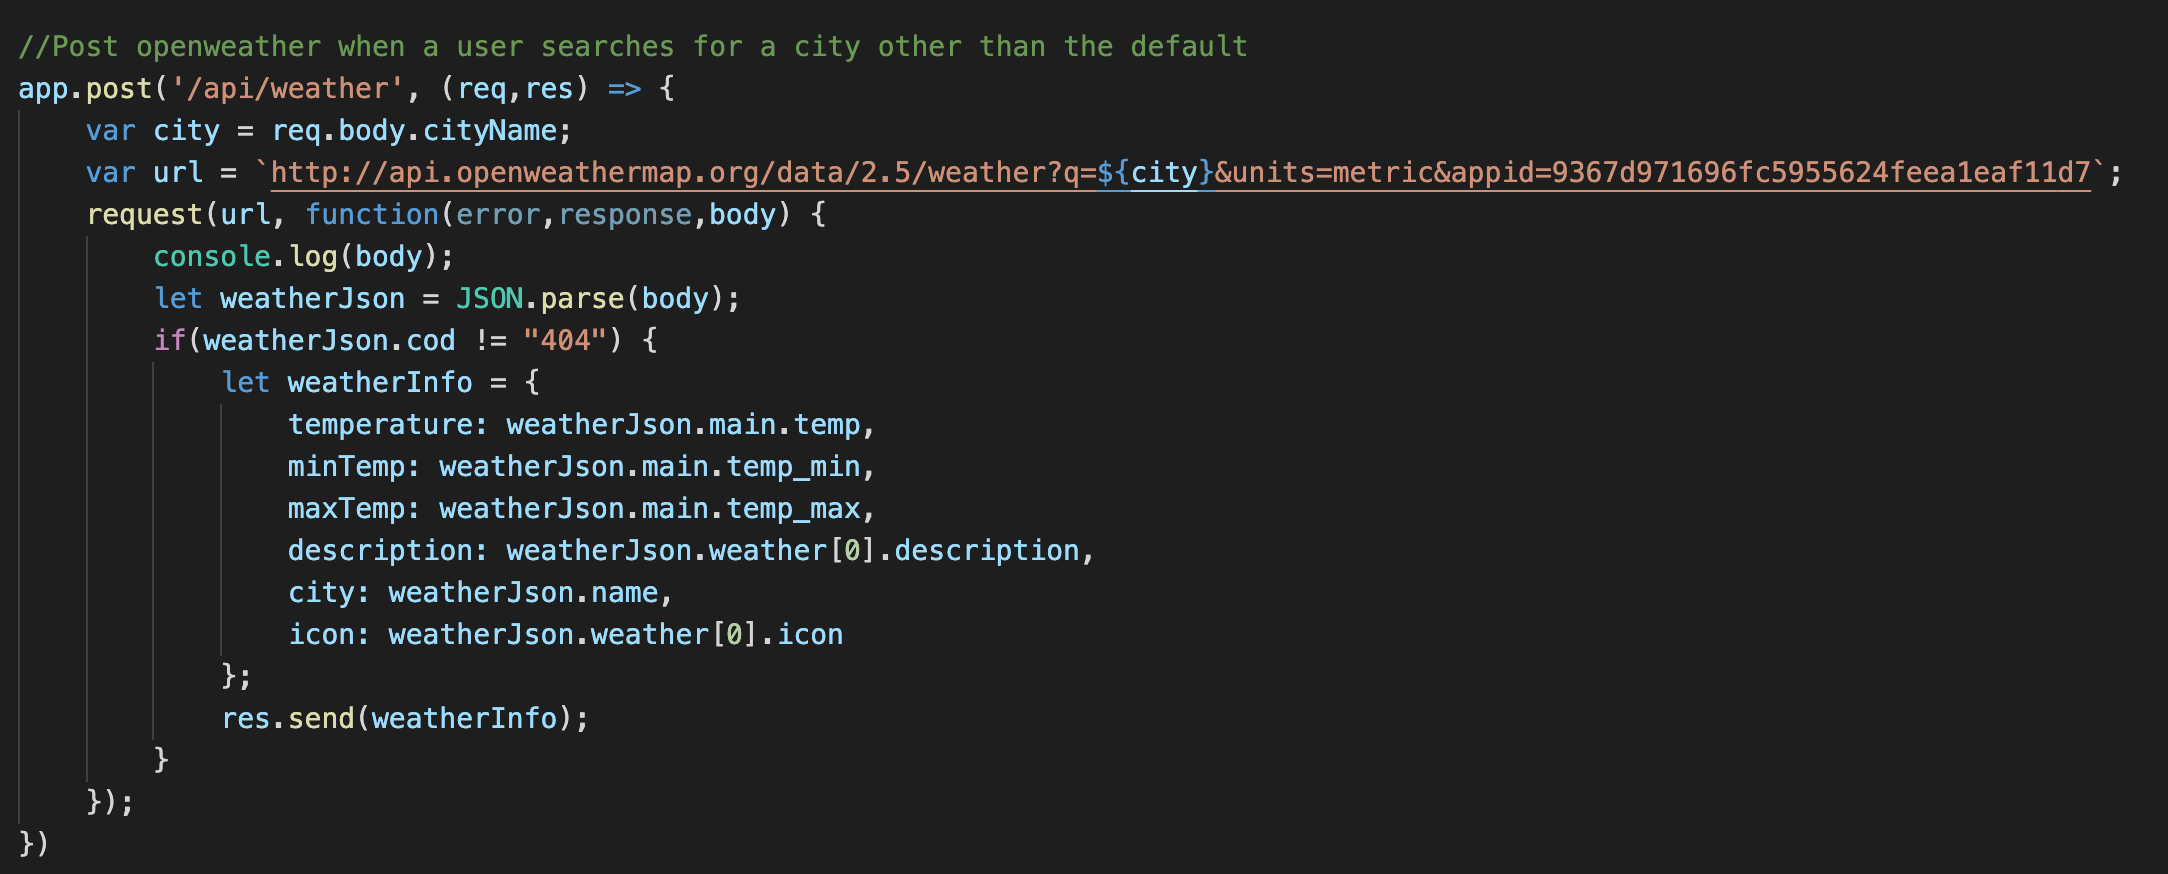 //Post openweather when a user searches for a city other than the default
app.post('/api/weather', (req,res) => {
    var city = req.body.cityName;
    var url = `http://api.openweathermap.org/data/2.5/weather?q=${city}&units=metric&appid=9367d971696fc5955624feea1eaf11d7`;
    request(url, function(error,response,body) {
        console.log(body);
        let weatherJson = JSON.parse(body);
        if(weatherJson.cod != "404") {
            let weatherInfo = {
                temperature: weatherJson.main.temp,
                minTemp: weatherJson.main.temp_min,
                maxTemp: weatherJson.main.temp_max,
                description: weatherJson.weather[0].description,
                city: weatherJson.name,
                icon: weatherJson.weather[0].icon
            };
            res.send(weatherInfo);
        }
    });
})